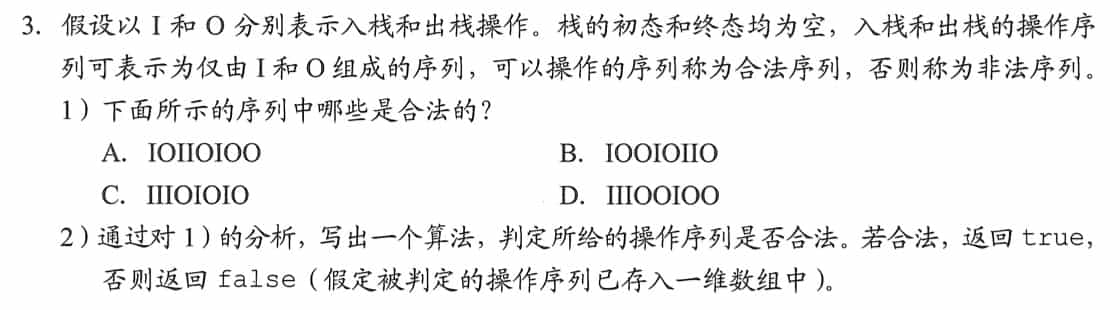 3. 假设以 I 和 O 分别表示入栈和出栈操作。栈的初态和终态均为空，入栈和出栈的操作序
列可表示为仅由 I 和 O 组成的序列，可以操作的序列称为合法序列，否则称为非法序列。
1）下面所示的序列中哪些是合法的？
A. IOIIOIOO B. IOOIOIIO
C. IIIOIOIO D. IIIOOIOO
2）通过对 1）的分析，写出一个算法，判定所给的操作序列是否合法。若合法，返回 true，
否则返回 false（假定被判定的操作序列已存入一维数组中）。